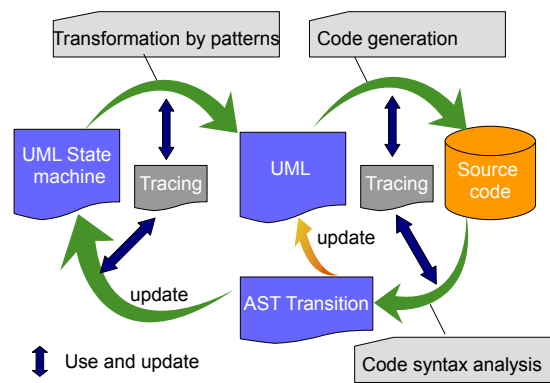 Transformation by patterns
Code generation
UML State
machine
Tracing
UML
Tracing
Source
code
update
update
AST Transition
Use and update
Code syntax analysis